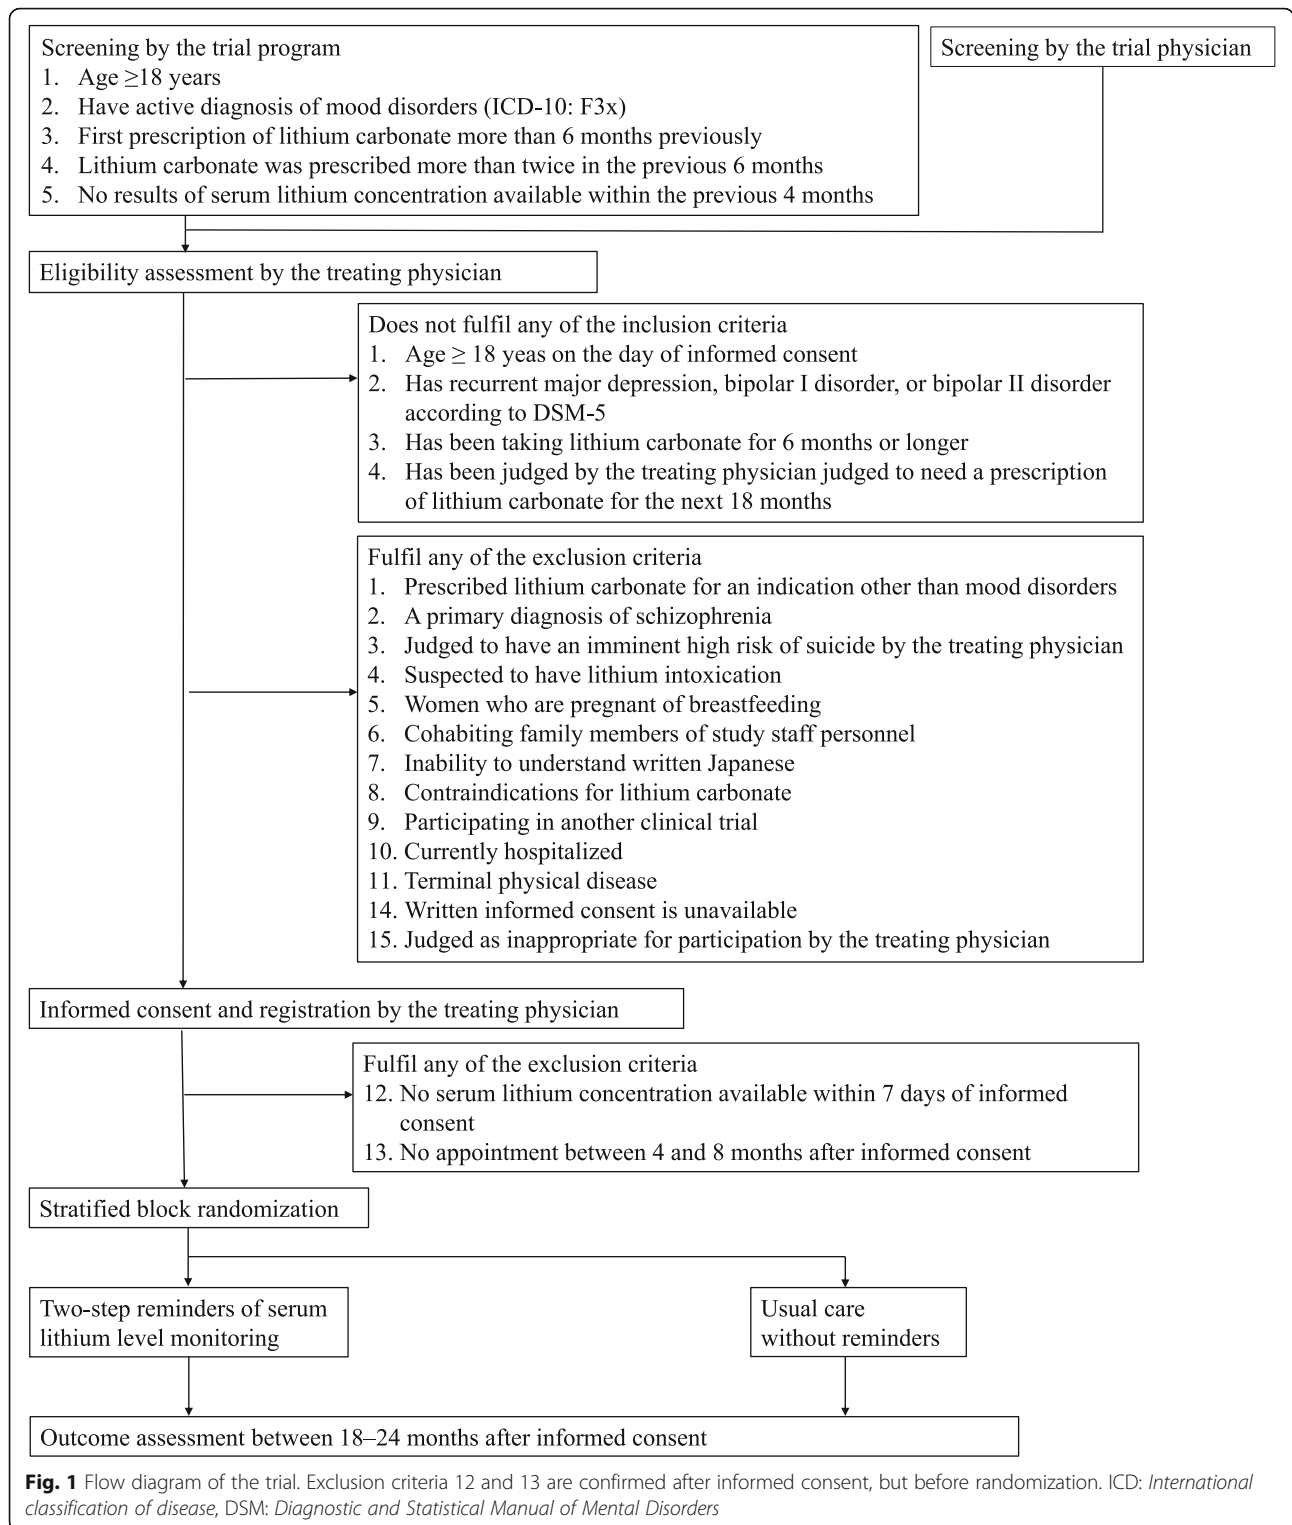 Screening by the trial program
1. Age ≥18 years
2. Have active diagnosis of mood disorders (ICD-10: F3x)
3. First prescription of lithium carbonate more than 6 months previously
4. Lithium carbonate was prescribed more than twice in the previous 6 months
5. No results of serum lithium concentration available within the previous 4 months
Screening by the trial physician
Eligibility assessment by the treating physician
Does not fulfil any of the inclusion criteria
1. Age ≥ 18 yeas on the day of informed consent
2. Has recurrent major depression, bipolar I disorder, or bipolar II disorder
according to DSM-5
3. Has been taking lithium carbonate for 6 months or longer
4. Has been judged by the treating physician judged to need a prescription
of lithium carbonate for the next 18 months
Fulfil any of the exclusion criteria
1. Prescribed lithium carbonate for an indication other than mood disorders
2. A primary diagnosis of schizophrenia
3. Judged to have an imminent high risk of suicide by the treating physician
4. Suspected to have lithium intoxication
5. Women who are pregnant of breastfeeding
6. Cohabiting family members of study staff personnel
7. Inability to understand written Japanese
8. Contraindications for lithium carbonate
9. Participating in another clinical trial
10. Currently hospitalized
11. Terminal physical disease
14. Written informed consent is unavailable
15. Judged as inappropriate for participation by the treating physician
Informed consent and registration by the treating physician
Fulfil any of the exclusion criteria
12. No serum lithium concentration available within 7 days of informed
consent
13. No appointment between 4 and 8 months after informed consent
Stratified block randomization
Two-step reminders of serum
lithium level monitoring
Usual care
without reminders
Outcome assessment between 18–24 months after informed consent
Fig. 1 Flow diagram of the trial. Exclusion criteria 12 and 13 are confirmed after informed consent, but before randomization. ICD: International
classification of disease, DSM: Diagnostic and Statistical Manual of Mental Disorders